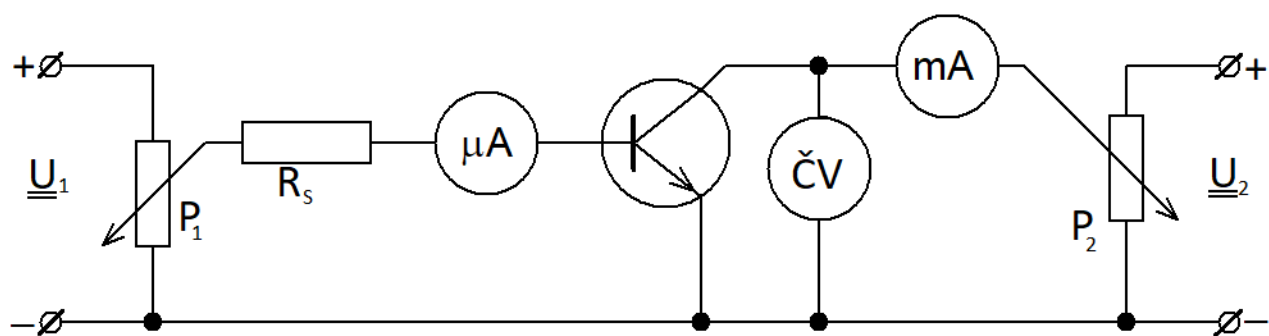 +
U₁
P₁
−
Rₛ
μA
ČV
mA
P₂
+
U₂
−